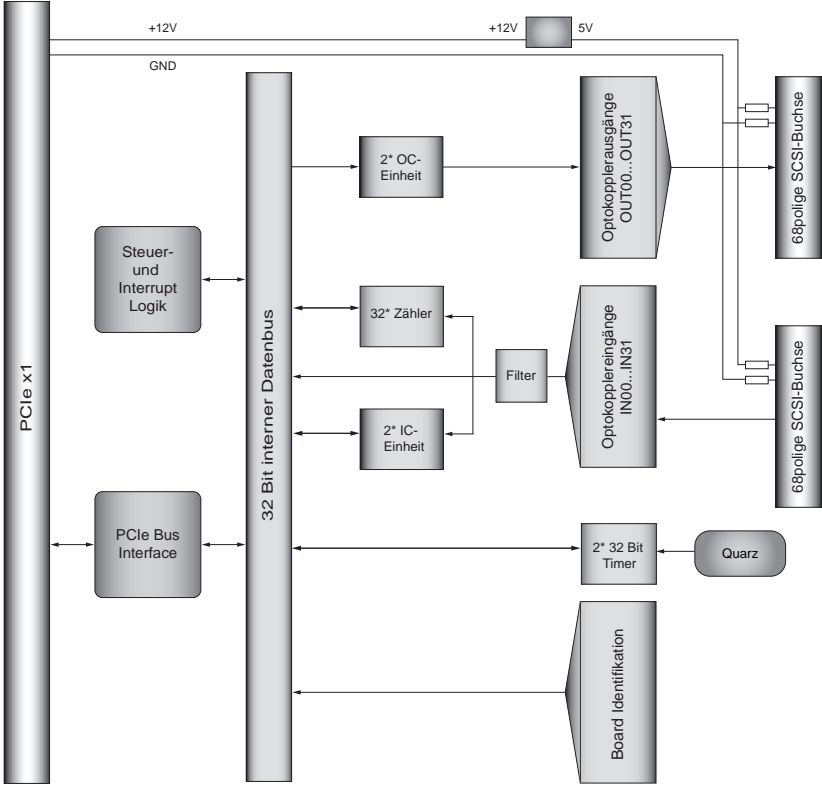 +12V
+12V
5V
GND
PCIe x1
32 Bit interner Datenbus
2* OC-
Einheit
Optokopplerausgänge
OUT00...OUT31
68polige SCSI-Buchse
Steuer-
und
Interrupt
Logik
32* Zähler
Filter
Optokopplereingänge
IN00...IN31
68polige SCSI-Buchse
2* IC-
Einheit
PCIe Bus
Interface
2* 32 Bit
Timer
Quarz
Board Identifikation